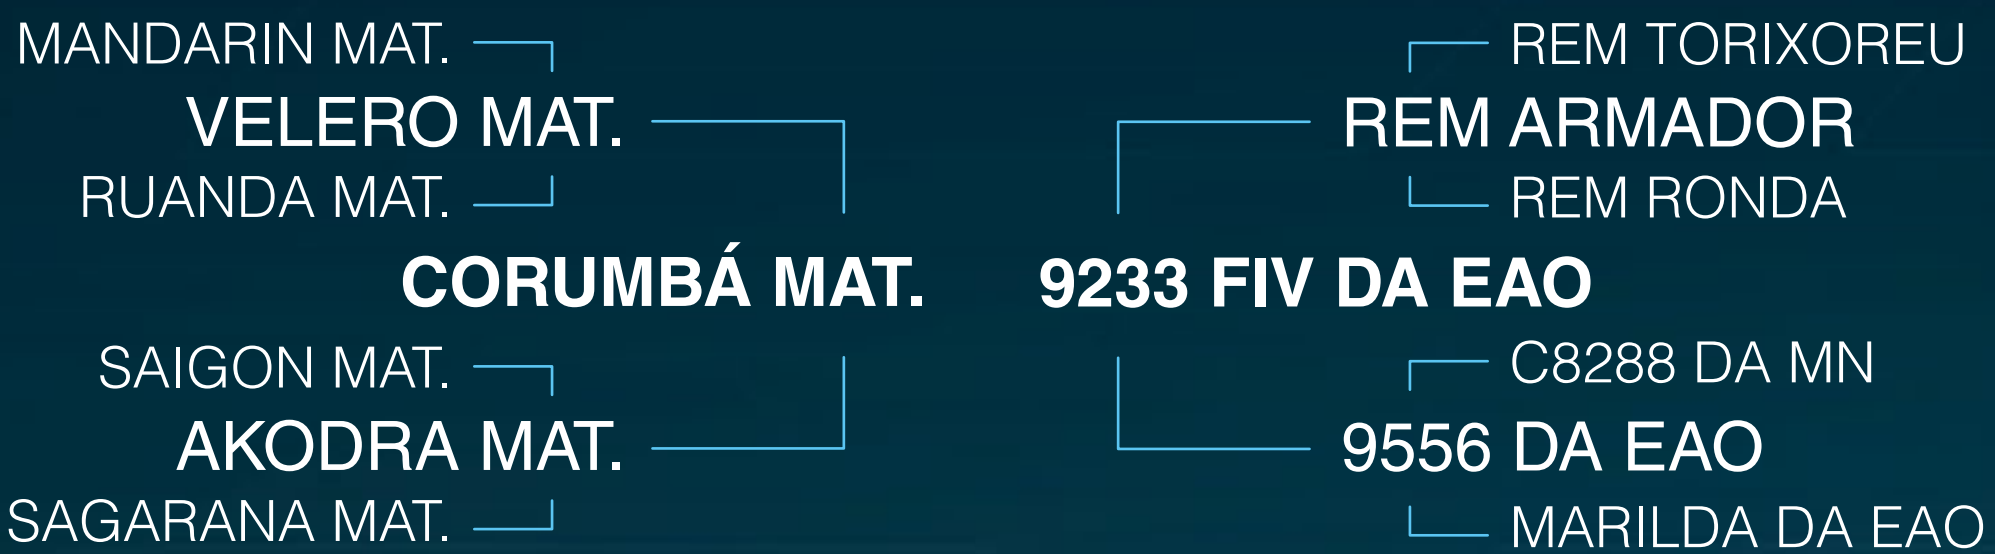 MANDARIN MAT.
REM TORIXOREU
VELERO MAT.
REM ARMADOR
RUANDA MAT.
REM RONDA
CORUMBÁ MAT.
9233 FIV DA EAO
SAIGON MAT.
C8288 DA MN
AKODRA MAT.
9556 DA EAO
SAGARANA MAT.
MARILDA DA EAO